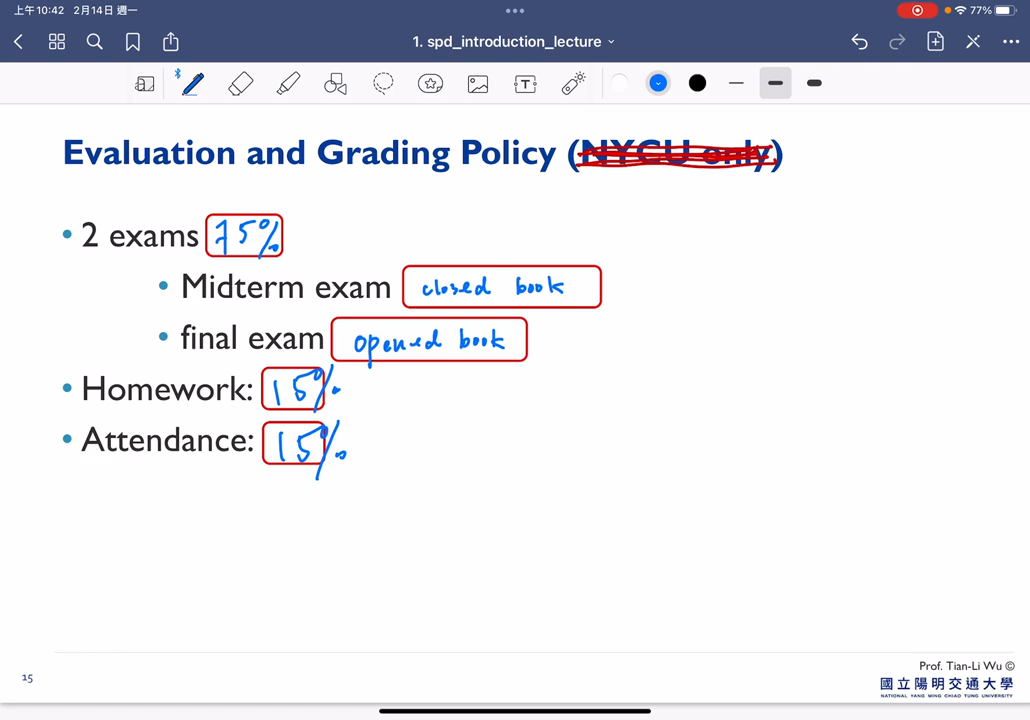 上午10:42 2月14日 週一
77%
1. spd_introduction_lecture
T
Evaluation and Grading Policy (NYCU only)
• 2 exams 75%
• Midterm exam closed book
• final exam opened book
• Homework: 15%
• Attendance: 15%
15
Prof. Tian-Li Wu ©
國立陽明交通大學
NATIONAL YANG MING CHIAO TUNG UNIVERSITY